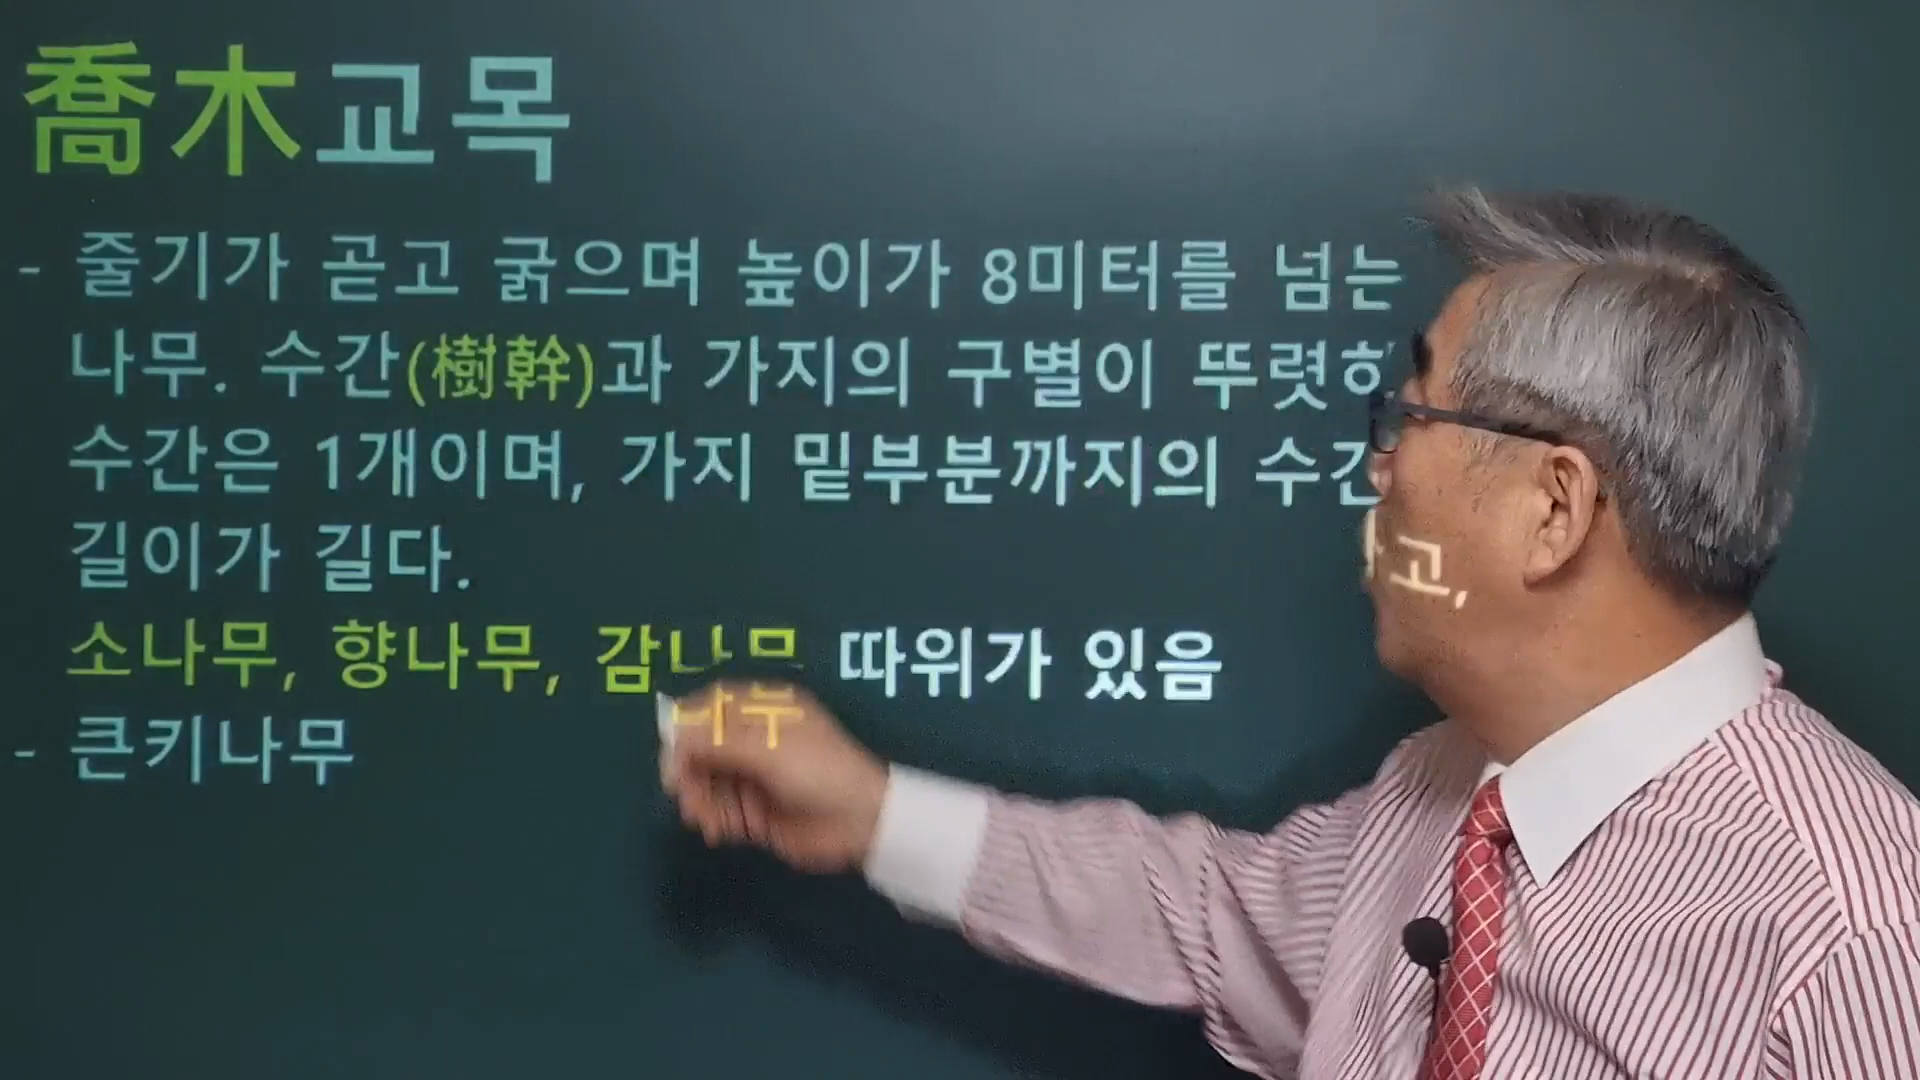 喬木교목
- 줄기가 곧고 굵으며 높이가 8미터를 넘는
나무. 수간(樹幹)과 가지의 구별이 뚜렷하고,
수간은 1개이며, 가지 밑부분까지의 수간
길이가 길다.
소나무, 향나무, 감나무 따위가 있음
- 큰키나무